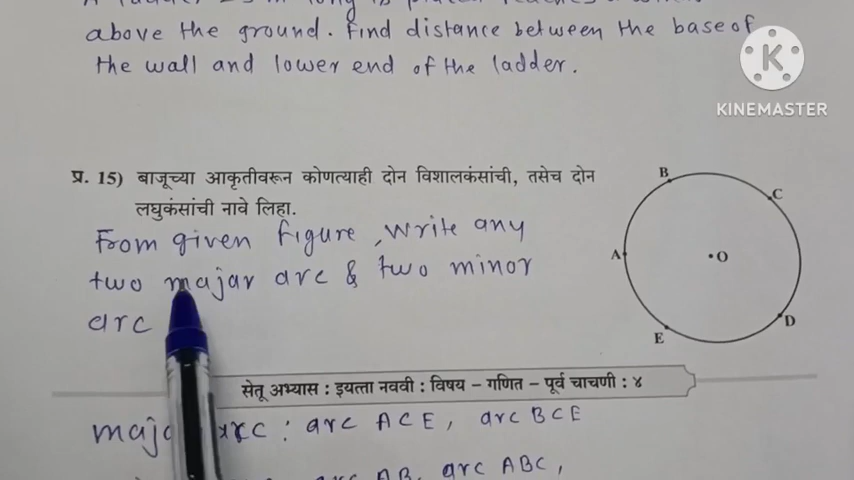 above the ground. Find distance between the base of
the wall and lower end of the ladder.
KINEMASTER
प्र. 15) बाजूच्या आकृतीवरून कोणत्याही दोन विशालकंसांची, तसेच दोन
लघुकंसांची नावे लिहा.
From given figure, Write any
two majar arc & two minor
arc
B
C
A
O
D
E
सेतू अभ्यास : इयत्ता नववी : विषय – गणित – पूर्व चाचणी : ४
arc : arc ACE, arc BCE
arc AB, arc ABC,